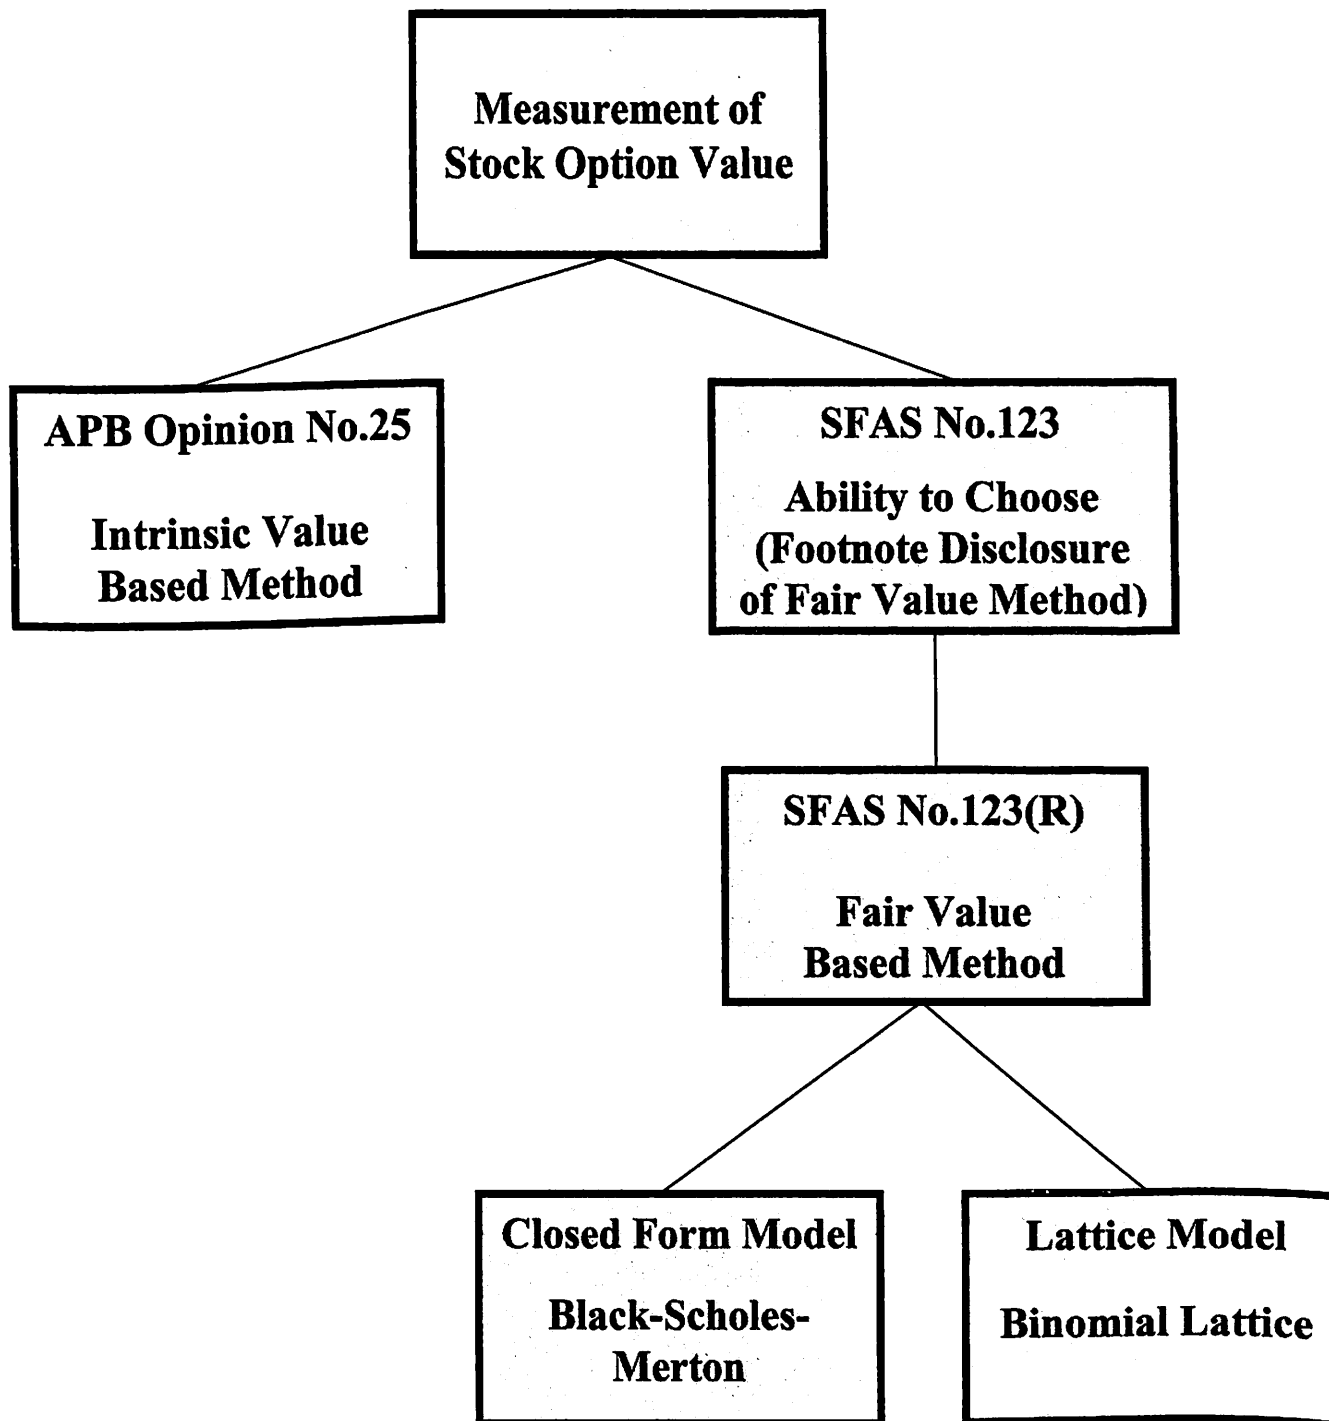 Measurement of
Stock Option Value
APB Opinion No.25
Intrinsic Value
Based Method
SFAS No.123
Ability to Choose
(Footnote Disclosure
of Fair Value Method)
SFAS No.123(R)
Fair Value
Based Method
Closed Form Model
Black-Scholes-
Merton
Lattice Model
Binomial Lattice